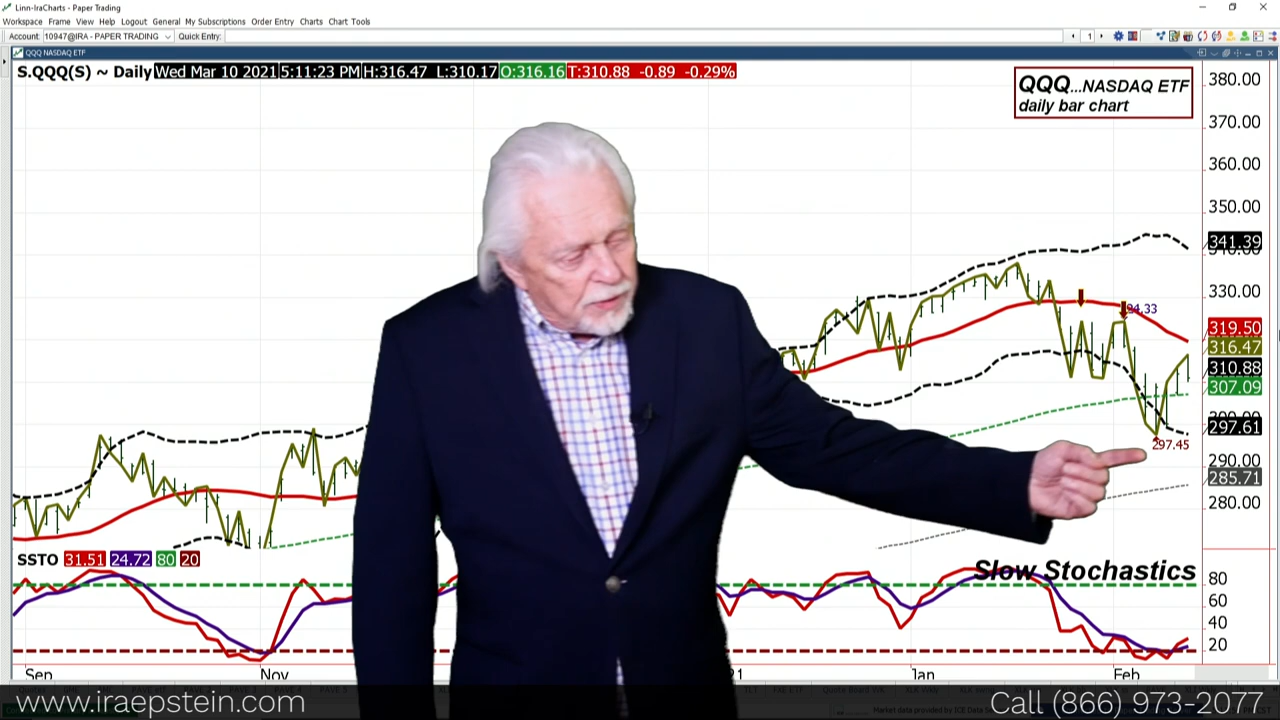 Linn-IraCharts - Paper Trading
Workspace Frame View Help Logout General My Subscriptions Order Entry Charts Chart Tools
Account: 10947@IRA - PAPER TRADING Quick Entry: 1
QQQ NASDAQ ETF
S.QQQ(S) ~ Daily Wed Mar 10 2021 5:11:23 PM H:316.47 L:310.17 O:316.16 T:310.88 -0.89 -0.29%
QQQ...NASDAQ ETF
daily bar chart
380.00
370.00
360.00
350.00
341.39
330.00
24.33
319.50
316.47
310.88
307.09
297.61
297.45
290.00
285.71
280.00
SSTO 31.51 24.72 80 20
Slow Stochastics
80
60
40
20
Sep Nov Jan Feb
www.iraepstein.com
Call (866) 973-2077